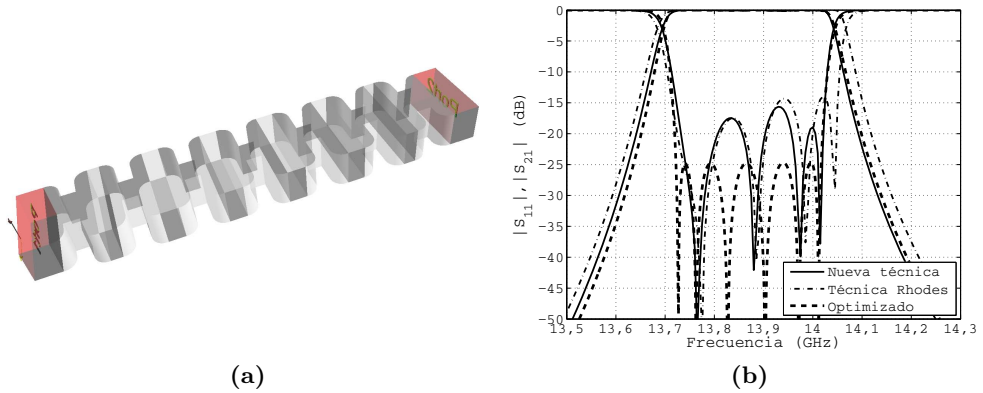 0
−5
−10
−15
−20
−25
−30
−35
−40
−45
−50
|S11|,|S21| (dB)
Nueva técnica
Técnica Rhodes
Optimizado
13,5 13,6 13,7 13,8 13,9 14 14,1 14,2 14,3
Frecuencia (GHz)
(a) (b)